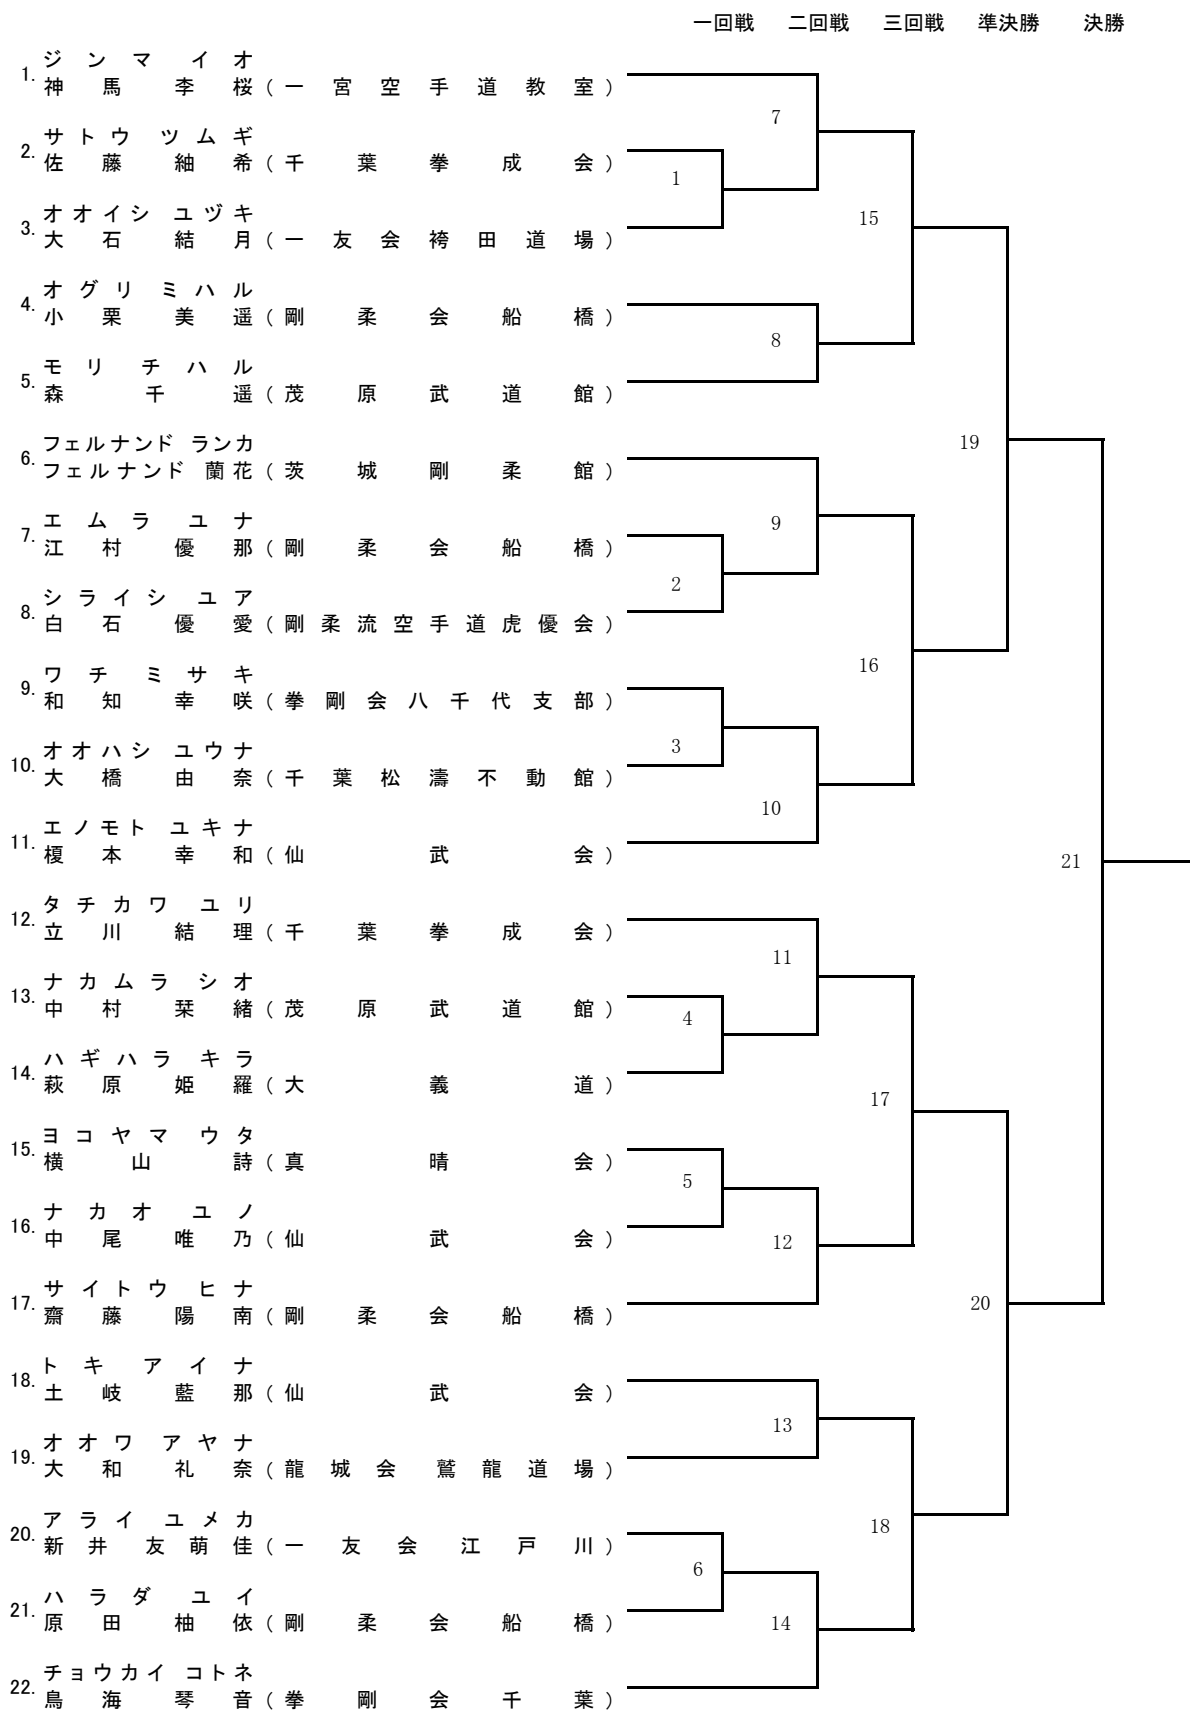 一回戦 二回戦 三回戦 準決勝 決勝
ジンマ イオ
1. 神馬 李桜 (一宮空手道教室)
7
サトウ ツムギ
2. 佐藤 紬希 (千葉拳成会)
1
オオイシ ユヅキ
3. 大石 結月 (一友会袴田道場)
15
オグリ ミハル
4. 小栗 美遥 (剛柔会船橋)
8
モリ チハル
5. 森 千遥 (茂原武道館)
フェルナンド ランカ
6. フェルナンド 蘭花 (茨城剛柔館)
19
エムラ ユナ
7. 江村 優那 (剛柔会船橋)
9
2
シライシ ユア
8. 白石 優愛 (剛柔流空手道虎優会)
16
ワチ ミサキ
9. 和知 幸咲 (拳剛会八千代支部)
3
オオハシ ユウナ
10. 大橋 由奈 (千葉松濤不動館)
10
エノモト ユキナ
11. 榎本 幸和 (仙武会)
21
タチカワ ユリ
12. 立川 結理 (千葉拳成会)
11
ナカムラ シオ
13. 中村 栞緒 (茂原武道館)
4
ハギハラ キラ
14. 萩原 姫羅 (大義道)
17
ヨコヤマ ウタ
15. 横山 詩 (真晴会)
5
ナカオ ユノ
16. 中尾 唯乃 (仙武会)
12
サイトウ ヒナ
17. 齋藤 陽南 (剛柔会船橋)
20
トキ アイナ
18. 土岐 藍那 (仙武会)
13
オオワ アヤナ
19. 大和 礼奈 (龍城会 鷲龍道場)
アライ ユメカ
20. 新井 友萌佳 (一友会江戸川)
18
6
ハラダ ユイ
21. 原田 柚依 (剛柔会船橋)
14
チョウカイ コトネ
22. 鳥海 琴音 (拳剛会千葉)